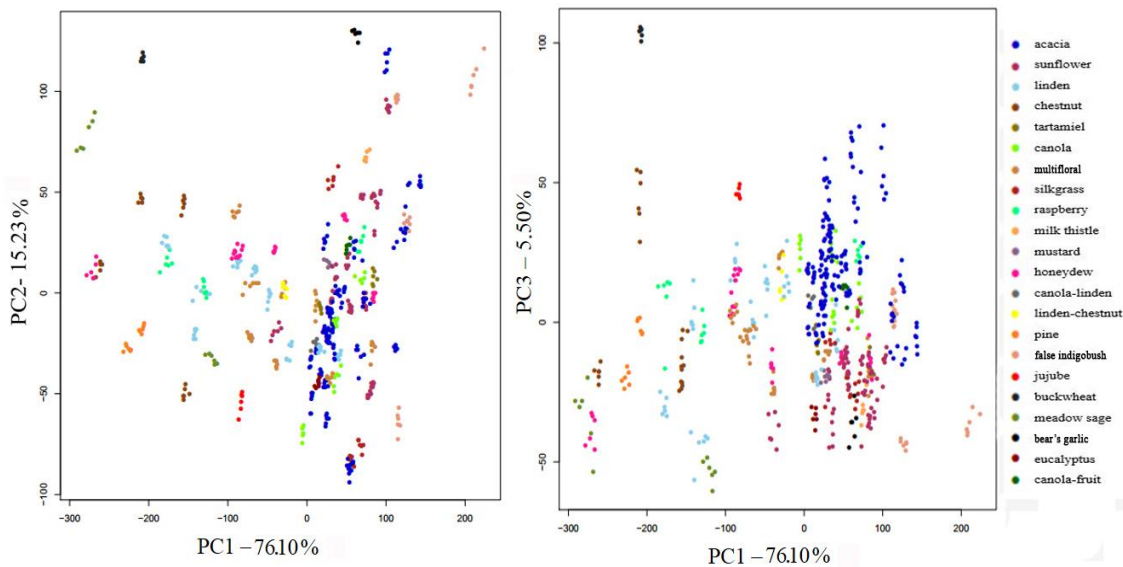 PC2- 15.23%
100
50
0
−50
−100
−300
−200
−100
0
100
200
PC1 – 76.10%
PC3 – 5.50%
100
50
0
−50
−300
−200
−100
0
100
200
PC1 – 76.10%
acacia
sunflower
linden
chestnut
tartamiel
canola
multifloral
silkgrass
raspberry
milk thistle
mustard
honeydew
canola-linden
linden-chestnut
pine
false indigobush
jujube
buckwheat
meadow sage
bear's garlic
eucalyptus
canola-fruit